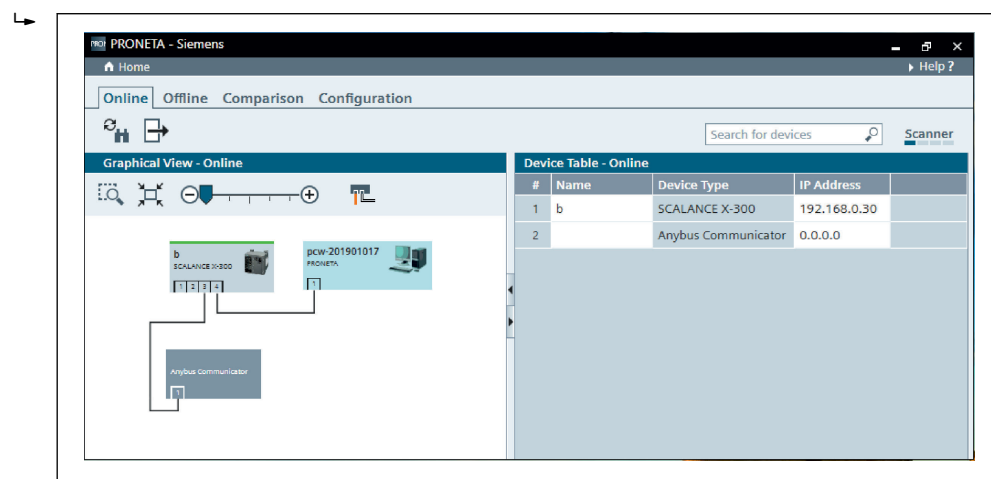 PRONETA - Siemens
Home
Help ?
Online Offline Comparison Configuration
Search for devices
Scanner
Graphical View - Online
Device Table - Online
# Name Device Type IP Address
1 b SCALANCE X-300 192.168.0.30
2 Anybus Communicator 0.0.0.0
b
SCALANCE X-300
1 2 3 4
pcw-201901017
PRONETA
1
Anybus Communicator
1